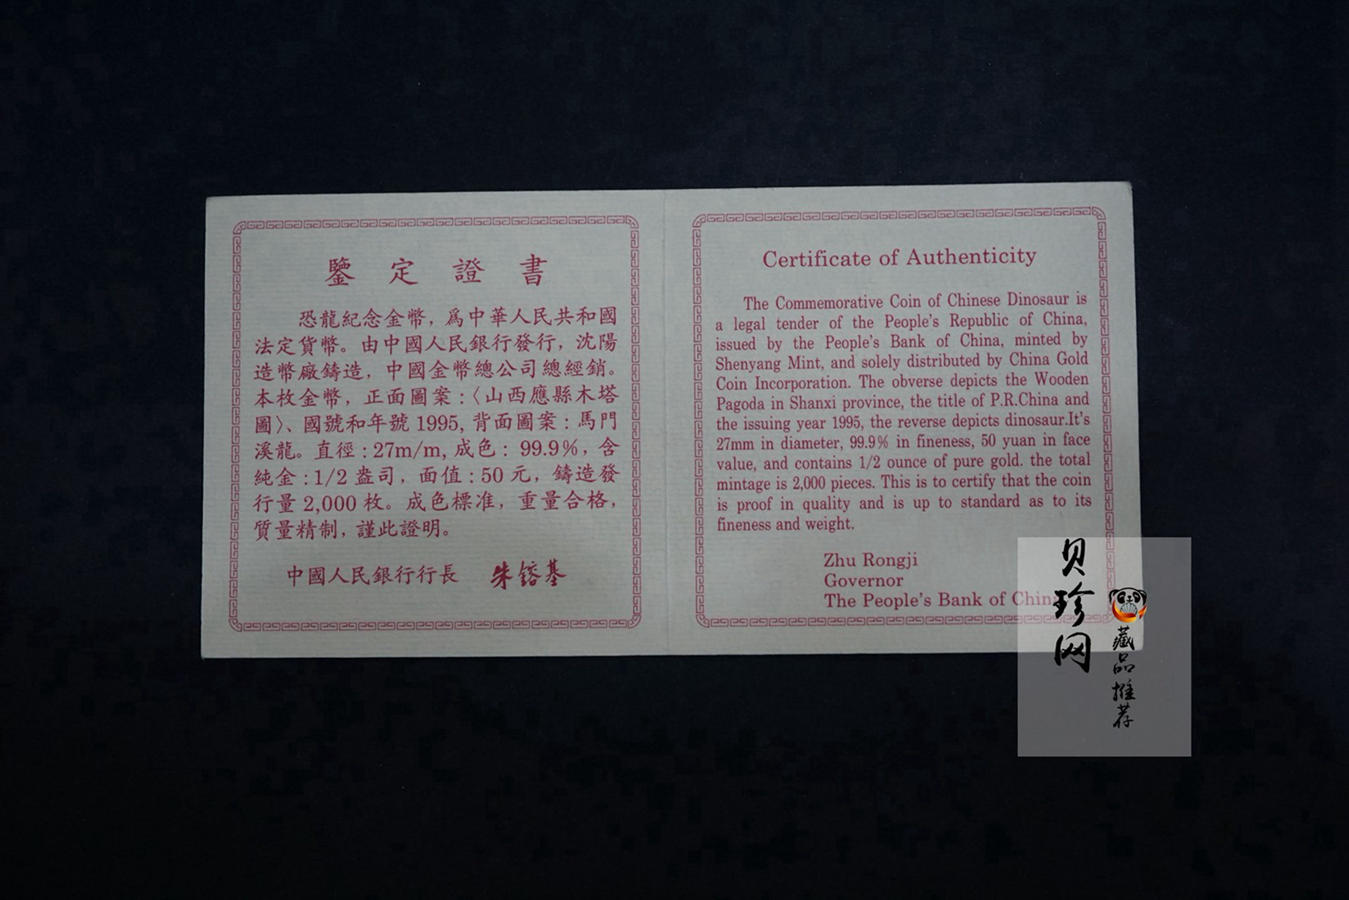 鑒定證書
恐龍紀念金幣，爲中華人民共和國
法定貨幣。由中國人民銀行發行，沈陽
造幣廠鑄造，中國金幣總公司總經銷。
本枚金幣，正面圖案：〈山西應縣木塔
圖〉、國號和年號1995，背面圖案：馬門
溪龍。直徑：27m/m，成色：99.9%，含
純金：1/2盎司，面值：50元，鑄造發
行量2,000枚。成色標准，重量合格，
質量精制，謹此證明。
中國人民銀行行長 朱鎔基
Certificate of Authenticity
The Commemorative Coin of Chinese Dinosaur is
a legal tender of the People's Republic of China,
issued by the People's Bank of China, minted by
Shenyang Mint, and solely distributed by China Gold
Coin Incorporation. The obverse depicts the Wooden
Pagoda in Shanxi province, the title of P.R.China and
the issuing year 1995, the reverse depicts dinosaur.It's
27mm in diameter, 99.9% in fineness, 50 yuan in face
value, and contains 1/2 ounce of pure gold. the total
mintage is 2,000 pieces. This is to certify that the coin
is proof in quality and is up to standard as to its
fineness and weight.
Zhu Rongji
Governor
The People's Bank of China
贝珍网
藏品推荐